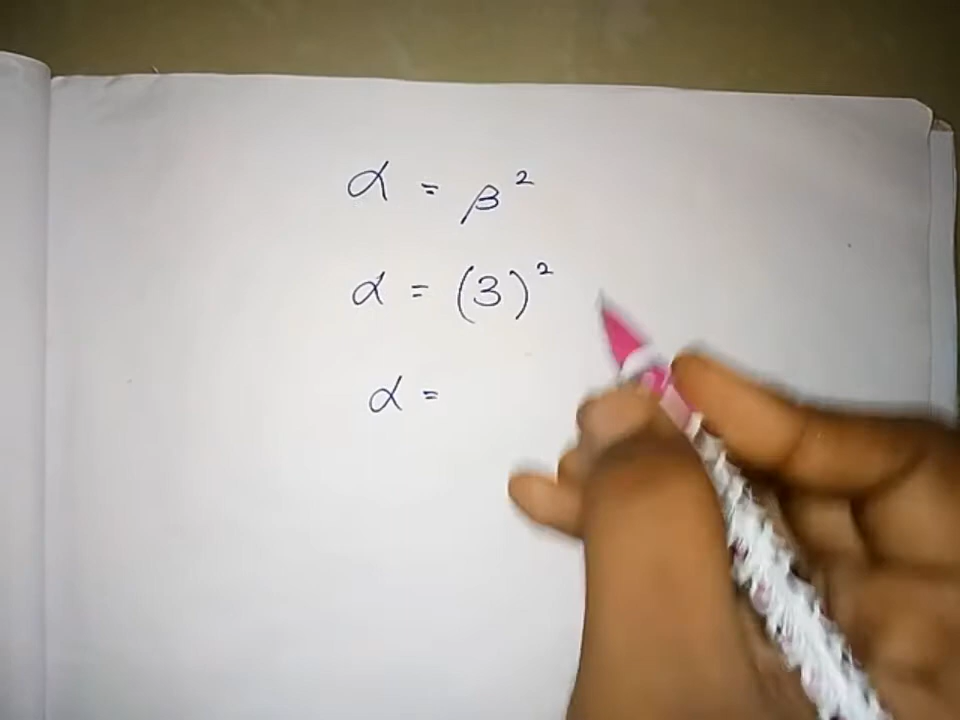 α = β²
α = (3)²
α =